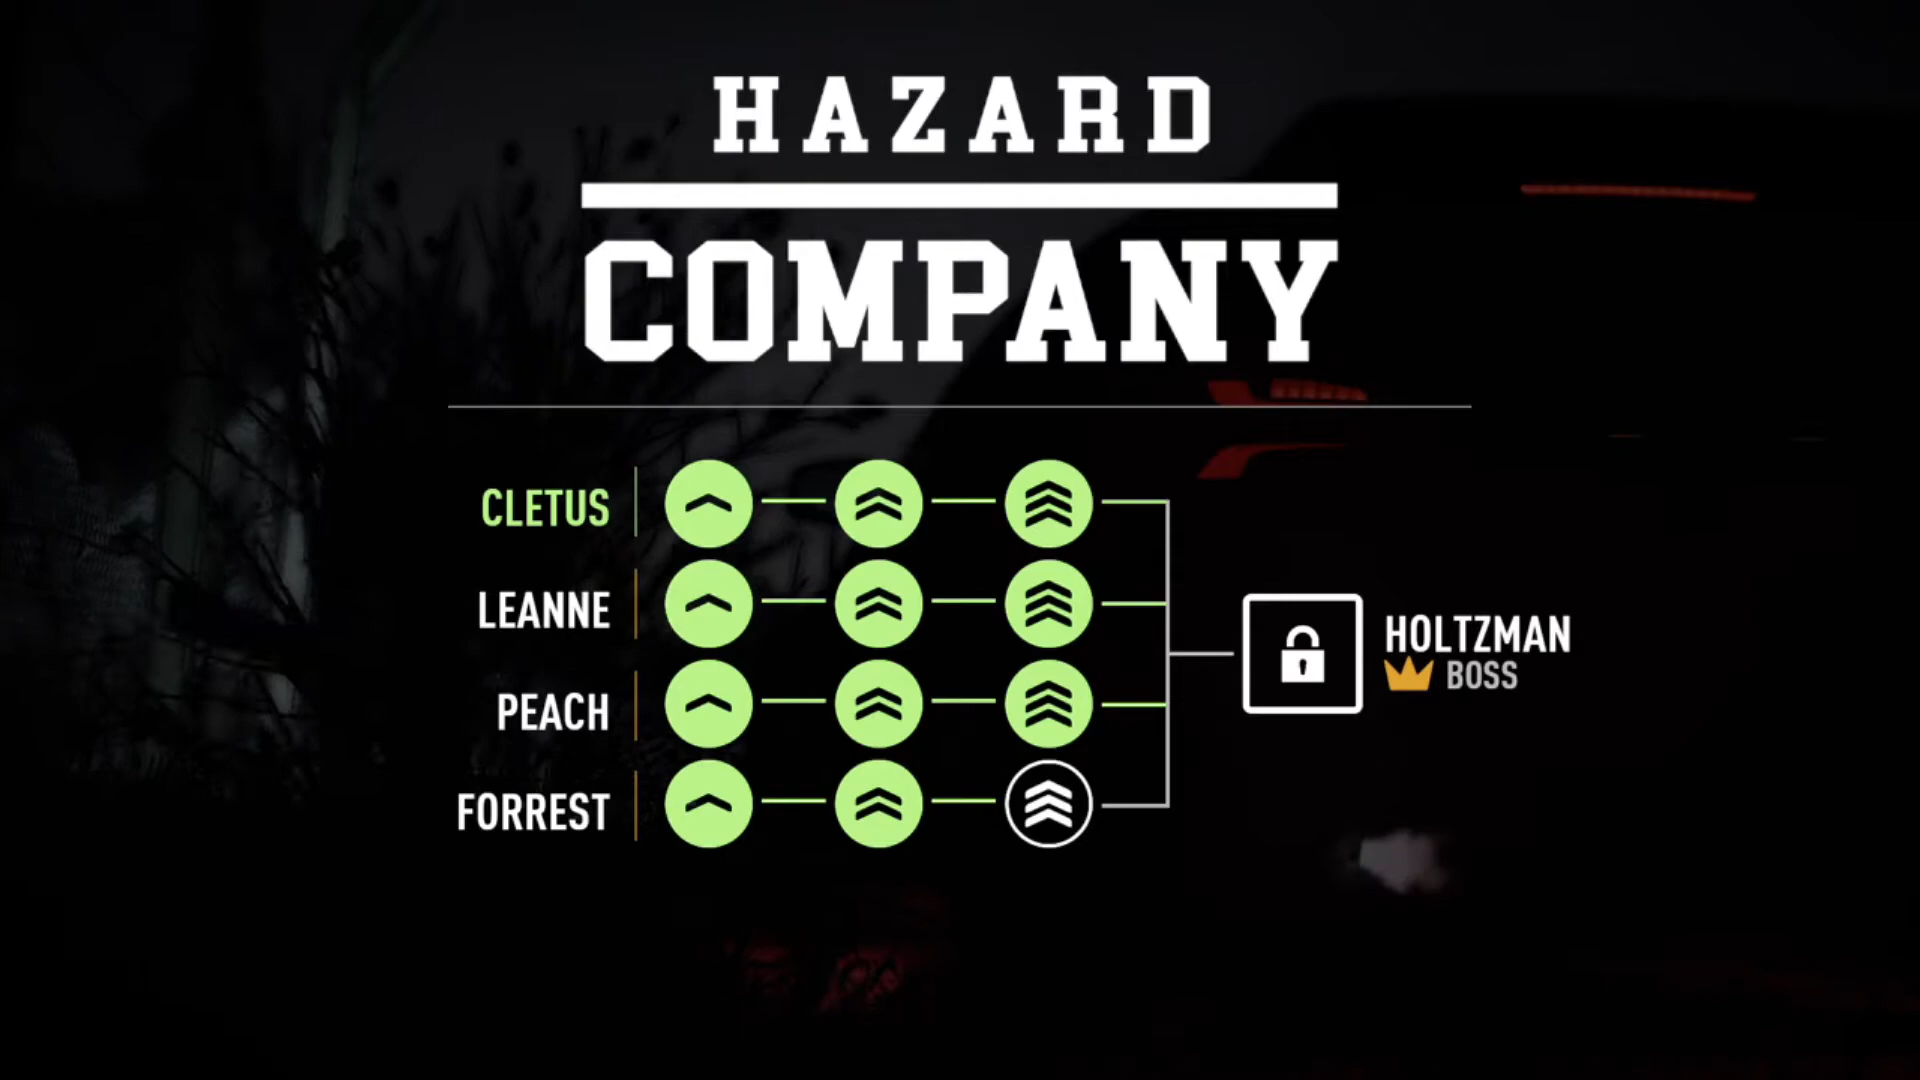 HAZARD
COMPANY
CLETUS
LEANNE
PEACH
FORREST
HOLTZMAN
BOSS